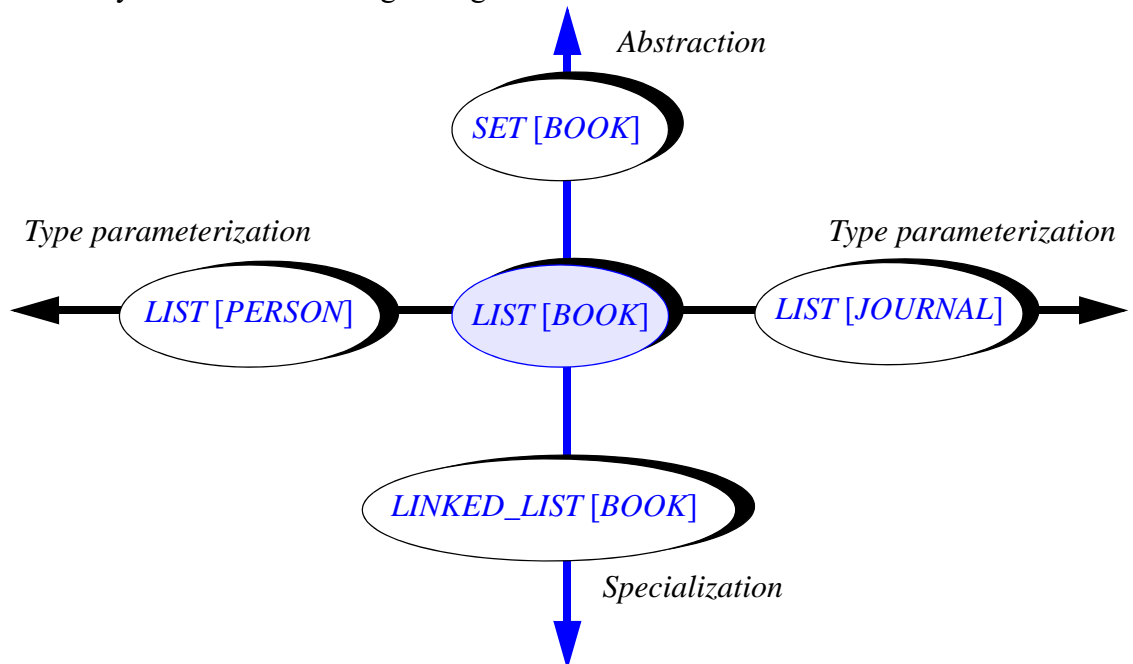 Abstraction
SET [BOOK]
Type parameterization
Type parameterization
LIST [PERSON]
LIST [BOOK]
LIST [JOURNAL]
LINKED_LIST [BOOK]
Specialization